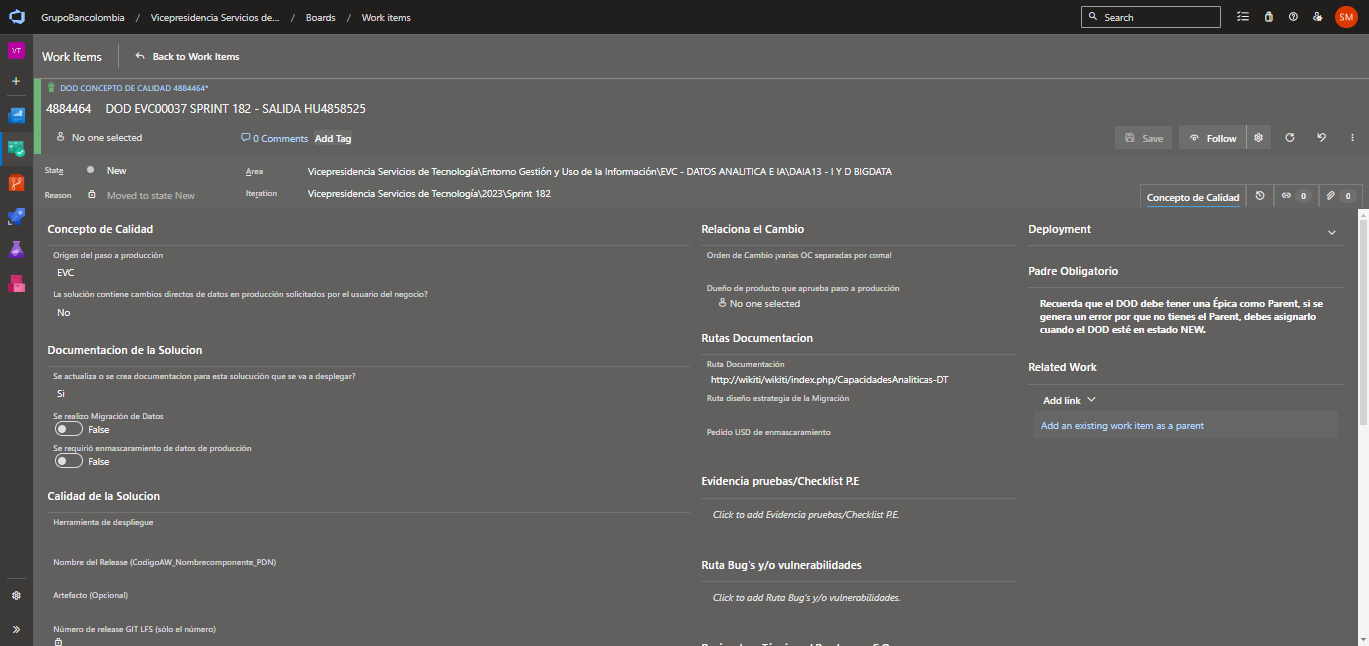 GrupoBancolombia / Vicepresidencia Servicios de... / Boards / Work items
Search
SM
VT
Work Items
Back to Work Items
DOD CONCEPTO DE CALIDAD 4884464*
4884464 DOD EVC00037 SPRINT 182 - SALIDA HU4858525
No one selected
0 Comments
Add Tag
Save
Follow
State
New
Area
Vicepresidencia Servicios de Tecnología\Entorno Gestión y Uso de la Información\EVC - DATOS ANALITICA E IA\DAIA13 - I Y D BIGDATA
Reason
Moved to state New
Iteration
Vicepresidencia Servicios de Tecnología\2023\Sprint 182
Concepto de Calidad
0
0
Concepto de Calidad
Origen del paso a producción
EVC
La solución contiene cambios directos de datos en producción solicitados por el usuario del negocio?
No
Documentacion de la Solucion
Se actualiza o se crea documentacion para esta solucución que se va a desplegar?
Si
Se realizo Migración de Datos
False
Se requirió enmascaramiento de datos de producción
False
Calidad de la Solucion
Herramienta de despliegue
Nombre del Release (CodigoAW_Nombrecomponente_PDN)
Artefacto (Opcional)
Número de release GIT LFS (sólo el número)
Relaciona el Cambio
Orden de Cambio ¡varias OC separadas por coma!
Dueño de producto que aprueba paso a producción
No one selected
Rutas Documentacion
Ruta Documentación
http://wikiti/wikiti/index.php/CapacidadesAnaliticas-DT
Ruta diseño estrategia de la Migración
Pedido USD de enmascaramiento
Evidencia pruebas/Checklist P.E
Click to add Evidencia pruebas/Checklist P.E.
Ruta Bug's y/o vulnerabilidades
Click to add Ruta Bug's y/o vulnerabilidades.
Deployment
Padre Obligatorio
Recuerda que el DOD debe tener una Épica como Parent, si se
genera un error por que no tienes el Parent, debes asignarlo
cuando el DOD esté en estado NEW.
Related Work
Add link
Add an existing work item as a parent